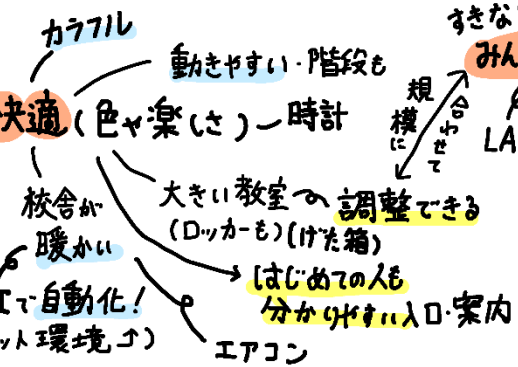 カラフル
すきな
動きやすい・階段も
みん
快適(色や楽しさ)ー時計
規模に
合わせて
LA
校舎が
暖かい
大きい教室
調整できる
(ロッカーも)(げた箱)
で自動化!
はじめての人も
分かりやすい入口・案内
ット環境↑)
エアコン